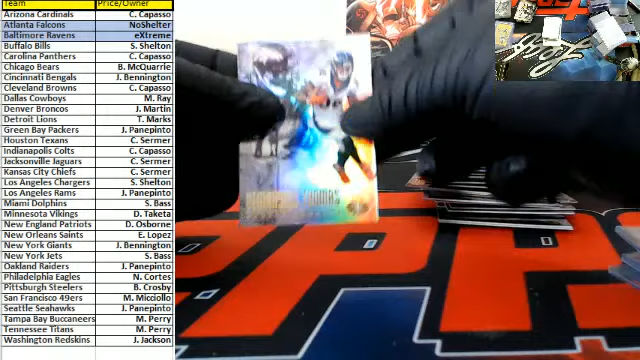 Team Price/Owner
Arizona Cardinals C. Capasso
Atlanta Falcons NoShelter
Baltimore Ravens eXtreme
Buffalo Bills S. Shelton
Carolina Panthers C. Capasso
Chicago Bears B. McQuarrie
Cincinnati Bengals J. Bennington
Cleveland Browns C. Capasso
Dallas Cowboys M. Ray
Denver Broncos J. Martin
Detroit Lions T. Marks
Green Bay Packers J. Panepinto
Houston Texans C. Sermer
Indianapolis Colts C. Capasso
Jacksonville Jaguars C. Sermer
Kansas City Chiefs C. Sermer
Los Angeles Chargers S. Shelton
Los Angeles Rams J. Panepinto
Miami Dolphins S. Bass
Minnesota Vikings D. Taketa
New England Patriots D. Osborne
New Orleans Saints E. Lopez
New York Giants J. Bennington
New York Jets S. Bass
Oakland Raiders J. Panepinto
Philadelphia Eagles N. Cortes
Pittsburgh Steelers B. Crosby
San Francisco 49ers M. Micciollo
Seattle Seahawks J. Panepinto
Tampa Bay Buccaneers M. Perry
Tennessee Titans M. Perry
Washington Redskins J. Jackson
THOMAS